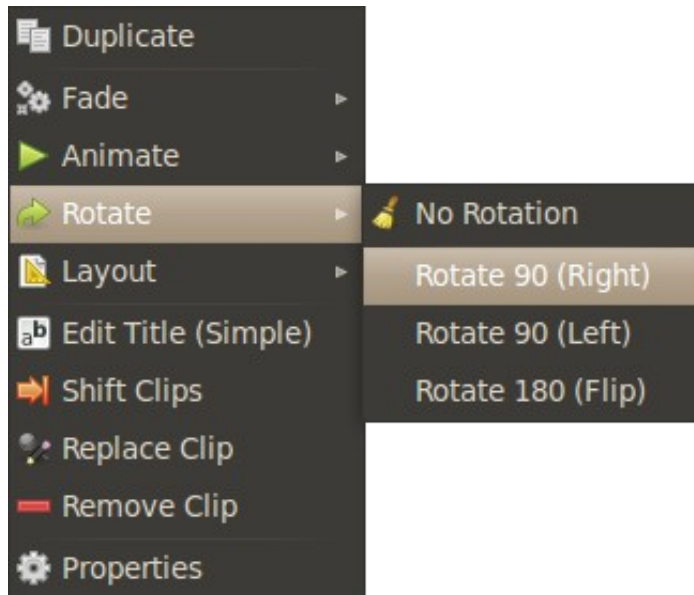 Duplicate
Fade
Animate
Rotate
Layout
ab Edit Title (Simple)
Shift Clips
Replace Clip
Remove Clip
Properties
No Rotation
Rotate 90 (Right)
Rotate 90 (Left)
Rotate 180 (Flip)